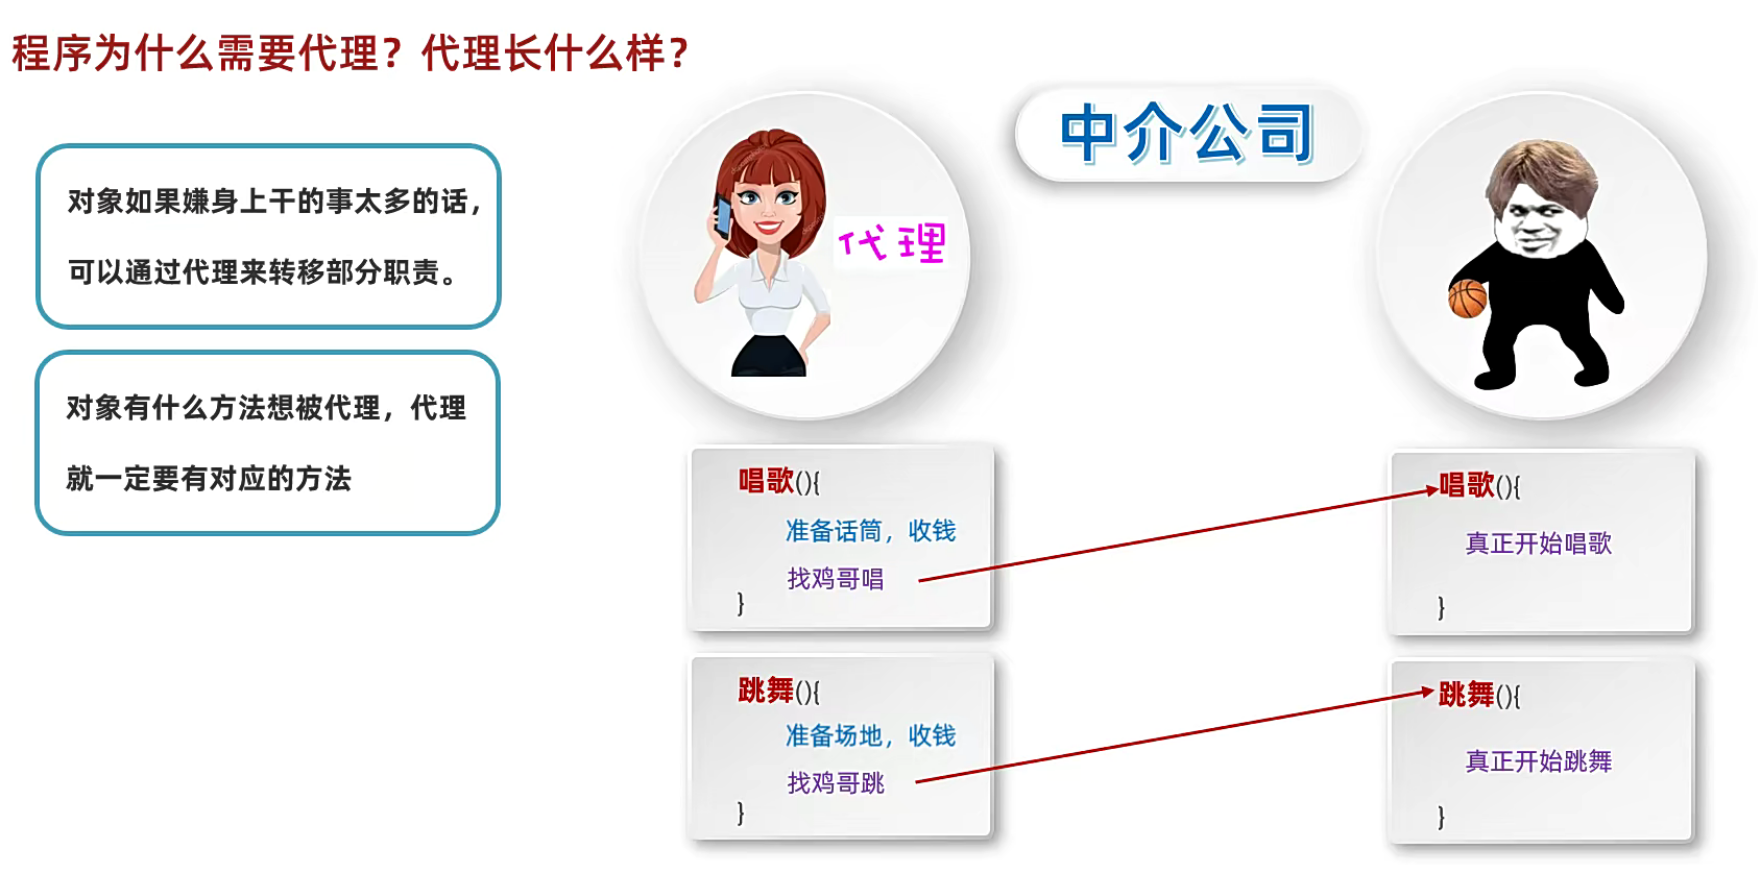 程序为什么需要代理？代理长什么样？
对象如果嫌身上干的事太多的话，
可以通过代理来转移部分职责。
对象有什么方法想被代理，代理
就一定要有对应的方法
中介公司
代理
唱歌(){
准备话筒，收钱
找鸡哥唱
}
跳舞(){
准备场地，收钱
找鸡哥跳
}
唱歌(){
真正开始唱歌
}
跳舞(){
真正开始跳舞
}